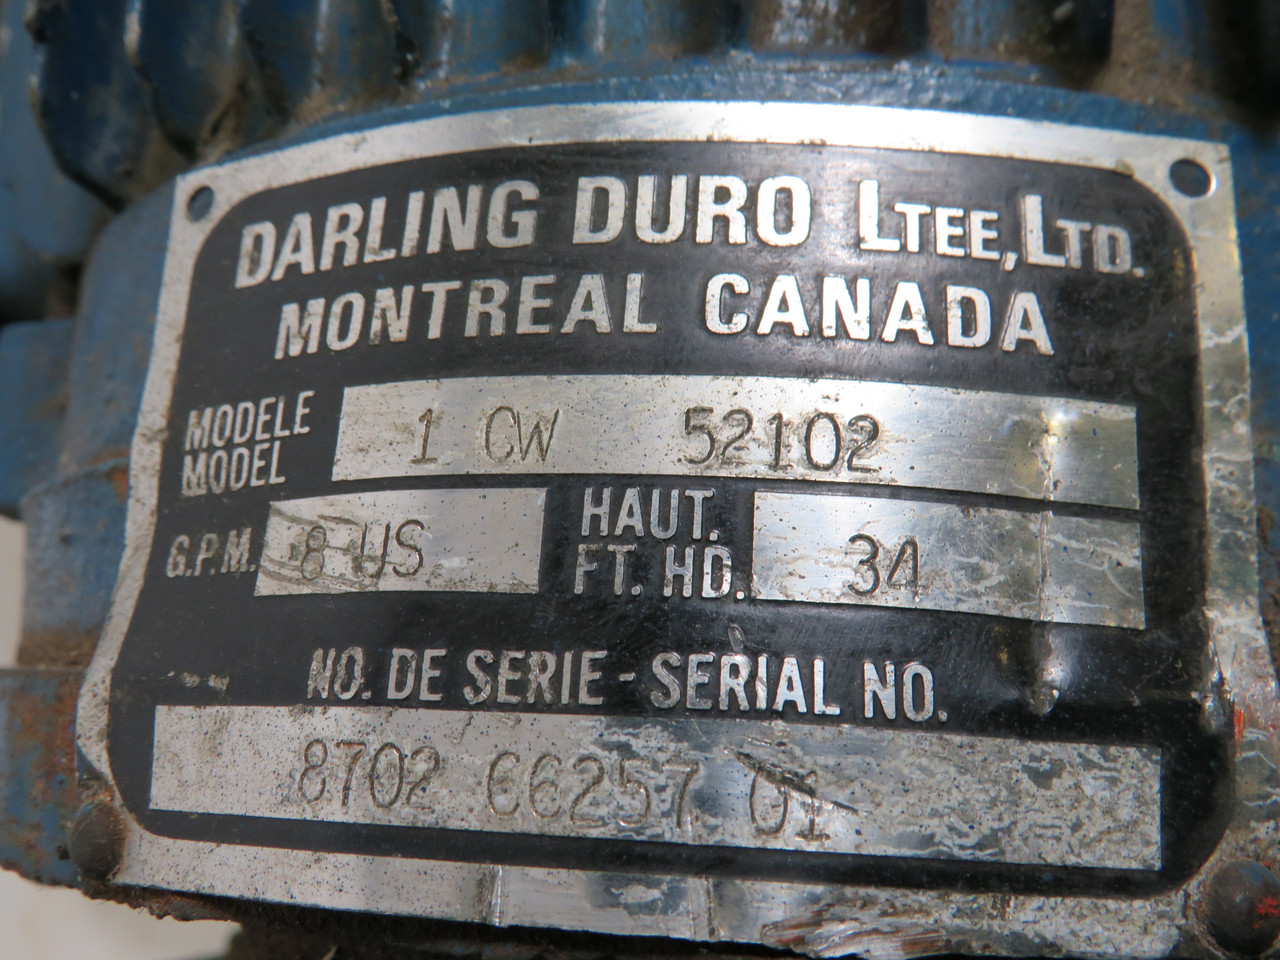 DARLING DURO LTEE, LTD.
MONTREAL CANADA
MODELE
MODEL 1 CW 52102
G.P.M. 8 US HAUT. FT. HD. 34
NO. DE SERIE - SERIAL NO.
8702 66257 01